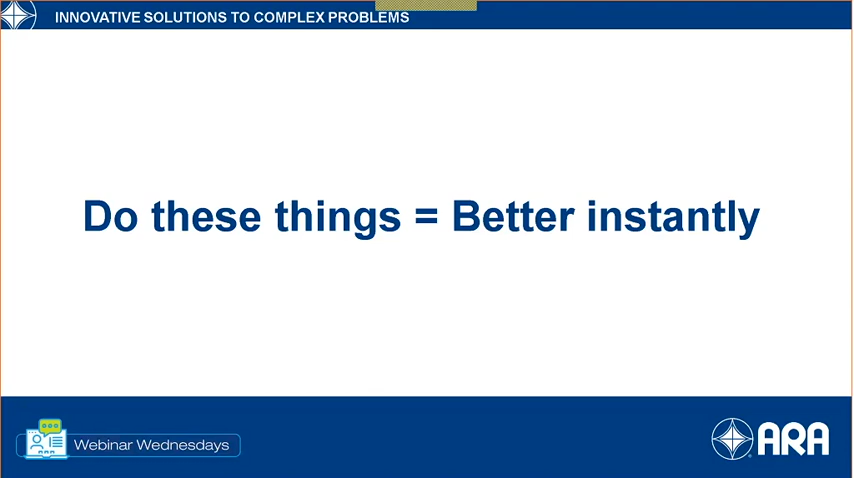 INNOVATIVE SOLUTIONS TO COMPLEX PROBLEMS
Do these things = Better instantly
Webinar Wednesdays
ARA